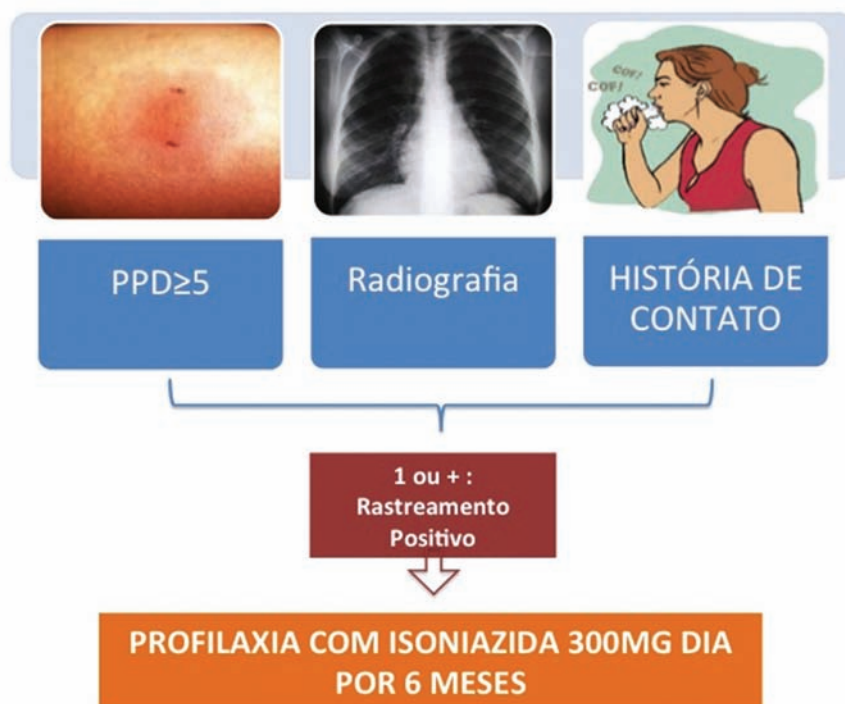 COF!
COF!
PPD≥5
Radiografia
HISTÓRIA DE
CONTATO
1 ou + :
Rastreamento
Positivo
PROFILAXIA COM ISONIAZIDA 300MG DIA
POR 6 MESES